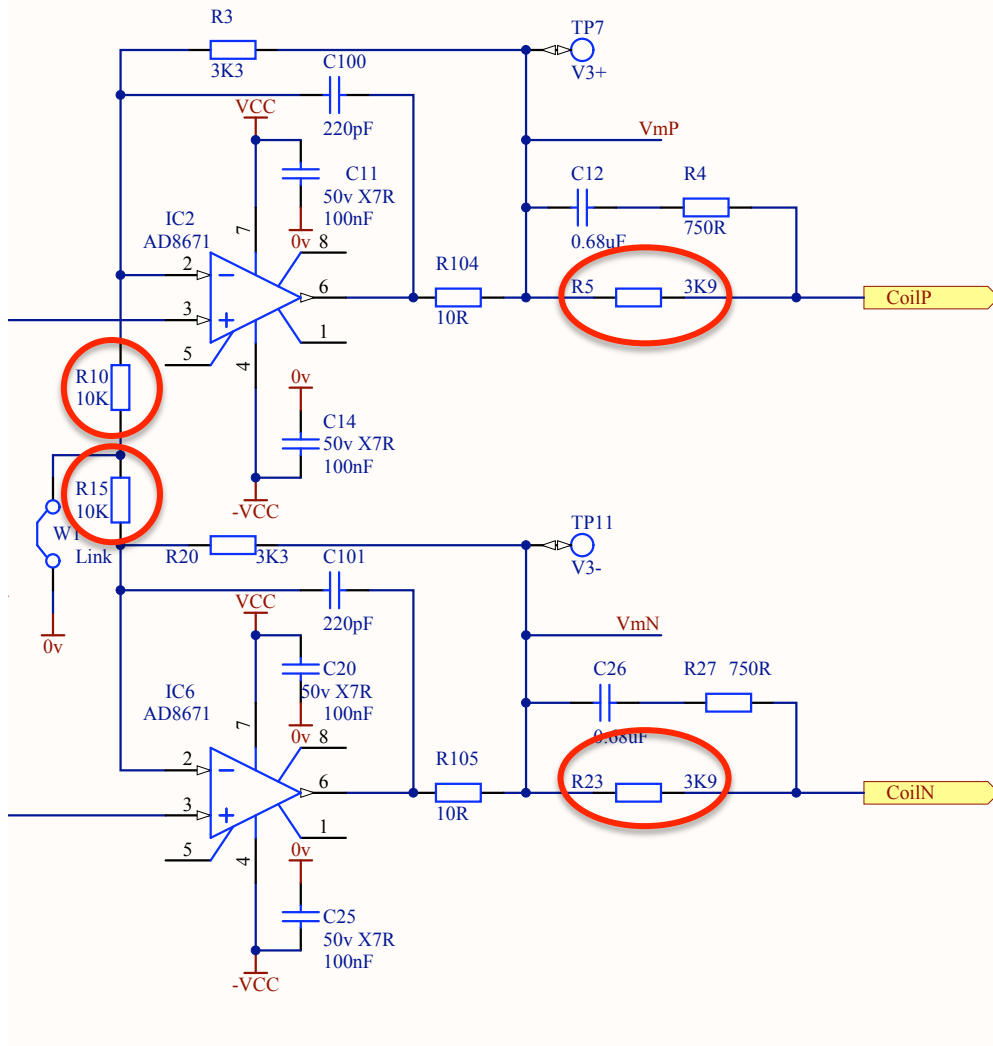 R3
3K3
TP7
V3+
C100
220pF
VCC
VmP
C11
50v X7R
100nF
0v
C12
0.68uF
R4
750R
IC2
AD8671
7
8
2
6
3
1
5
4
R104
10R
R5
3K9
CoilP
R10
10K
0v
C14
50v X7R
100nF
-VCC
R15
10K
W1
Link
0v
R20
3K3
TP11
V3-
C101
220pF
VCC
VmN
C20
50v X7R
100nF
0v
C26
0.68uF
R27 750R
IC6
AD8671
7
8
2
6
3
1
5
4
R105
10R
R23
3K9
CoilN
0v
C25
50v X7R
100nF
-VCC